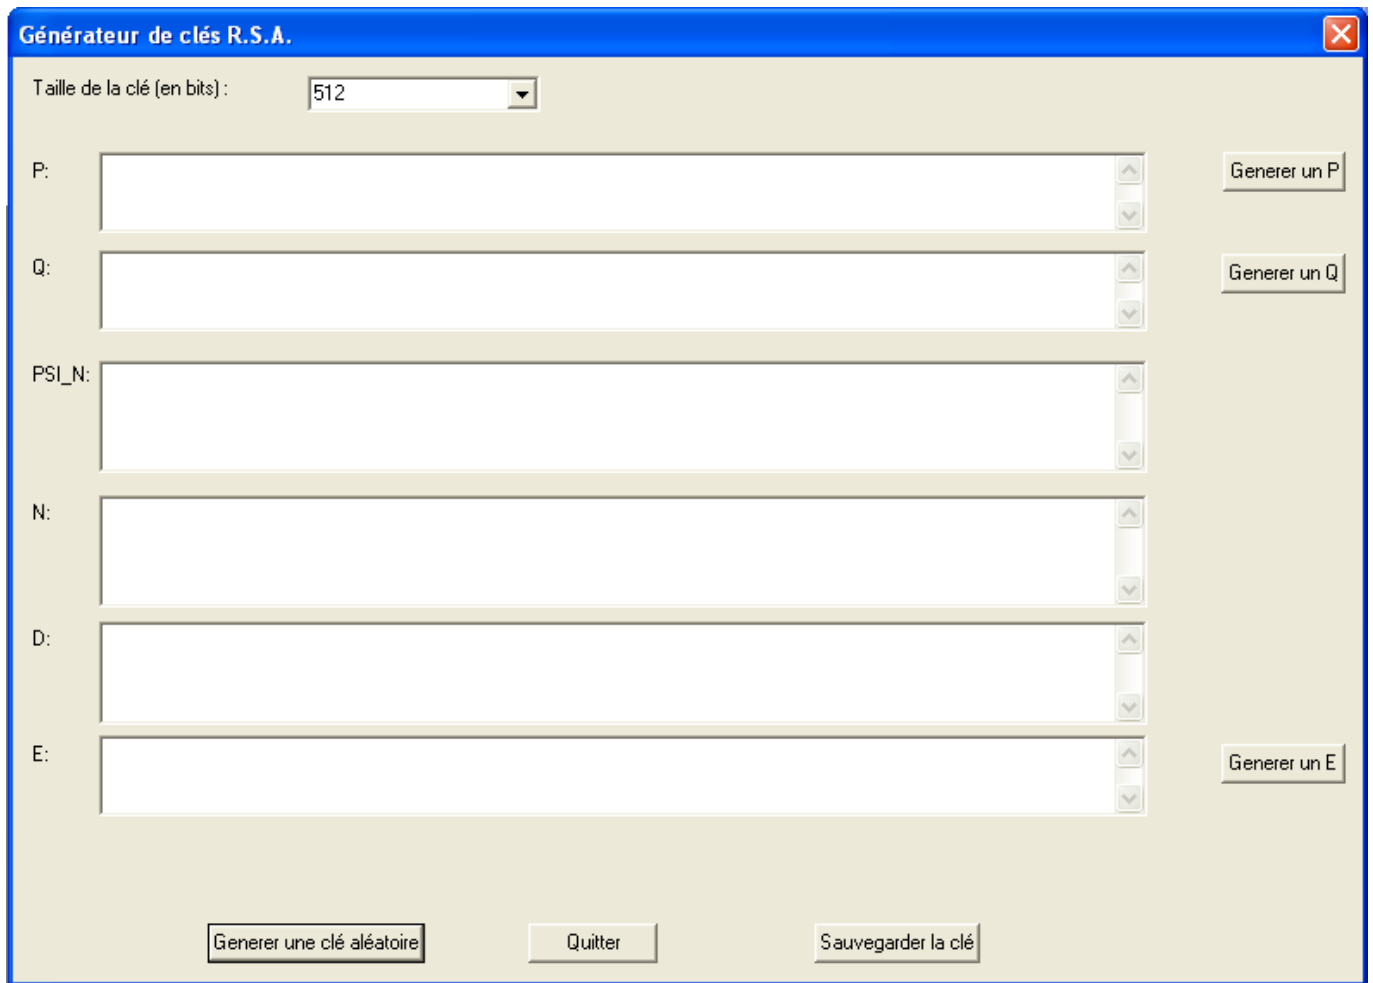 Générateur de clés R.S.A.
Taille de la clé (en bits) : 512
P: Generer un P
Q: Generer un Q
PSI_N:
N:
D:
E: Generer un E
Generer une clé aléatoire Quitter Sauvegarder la clé